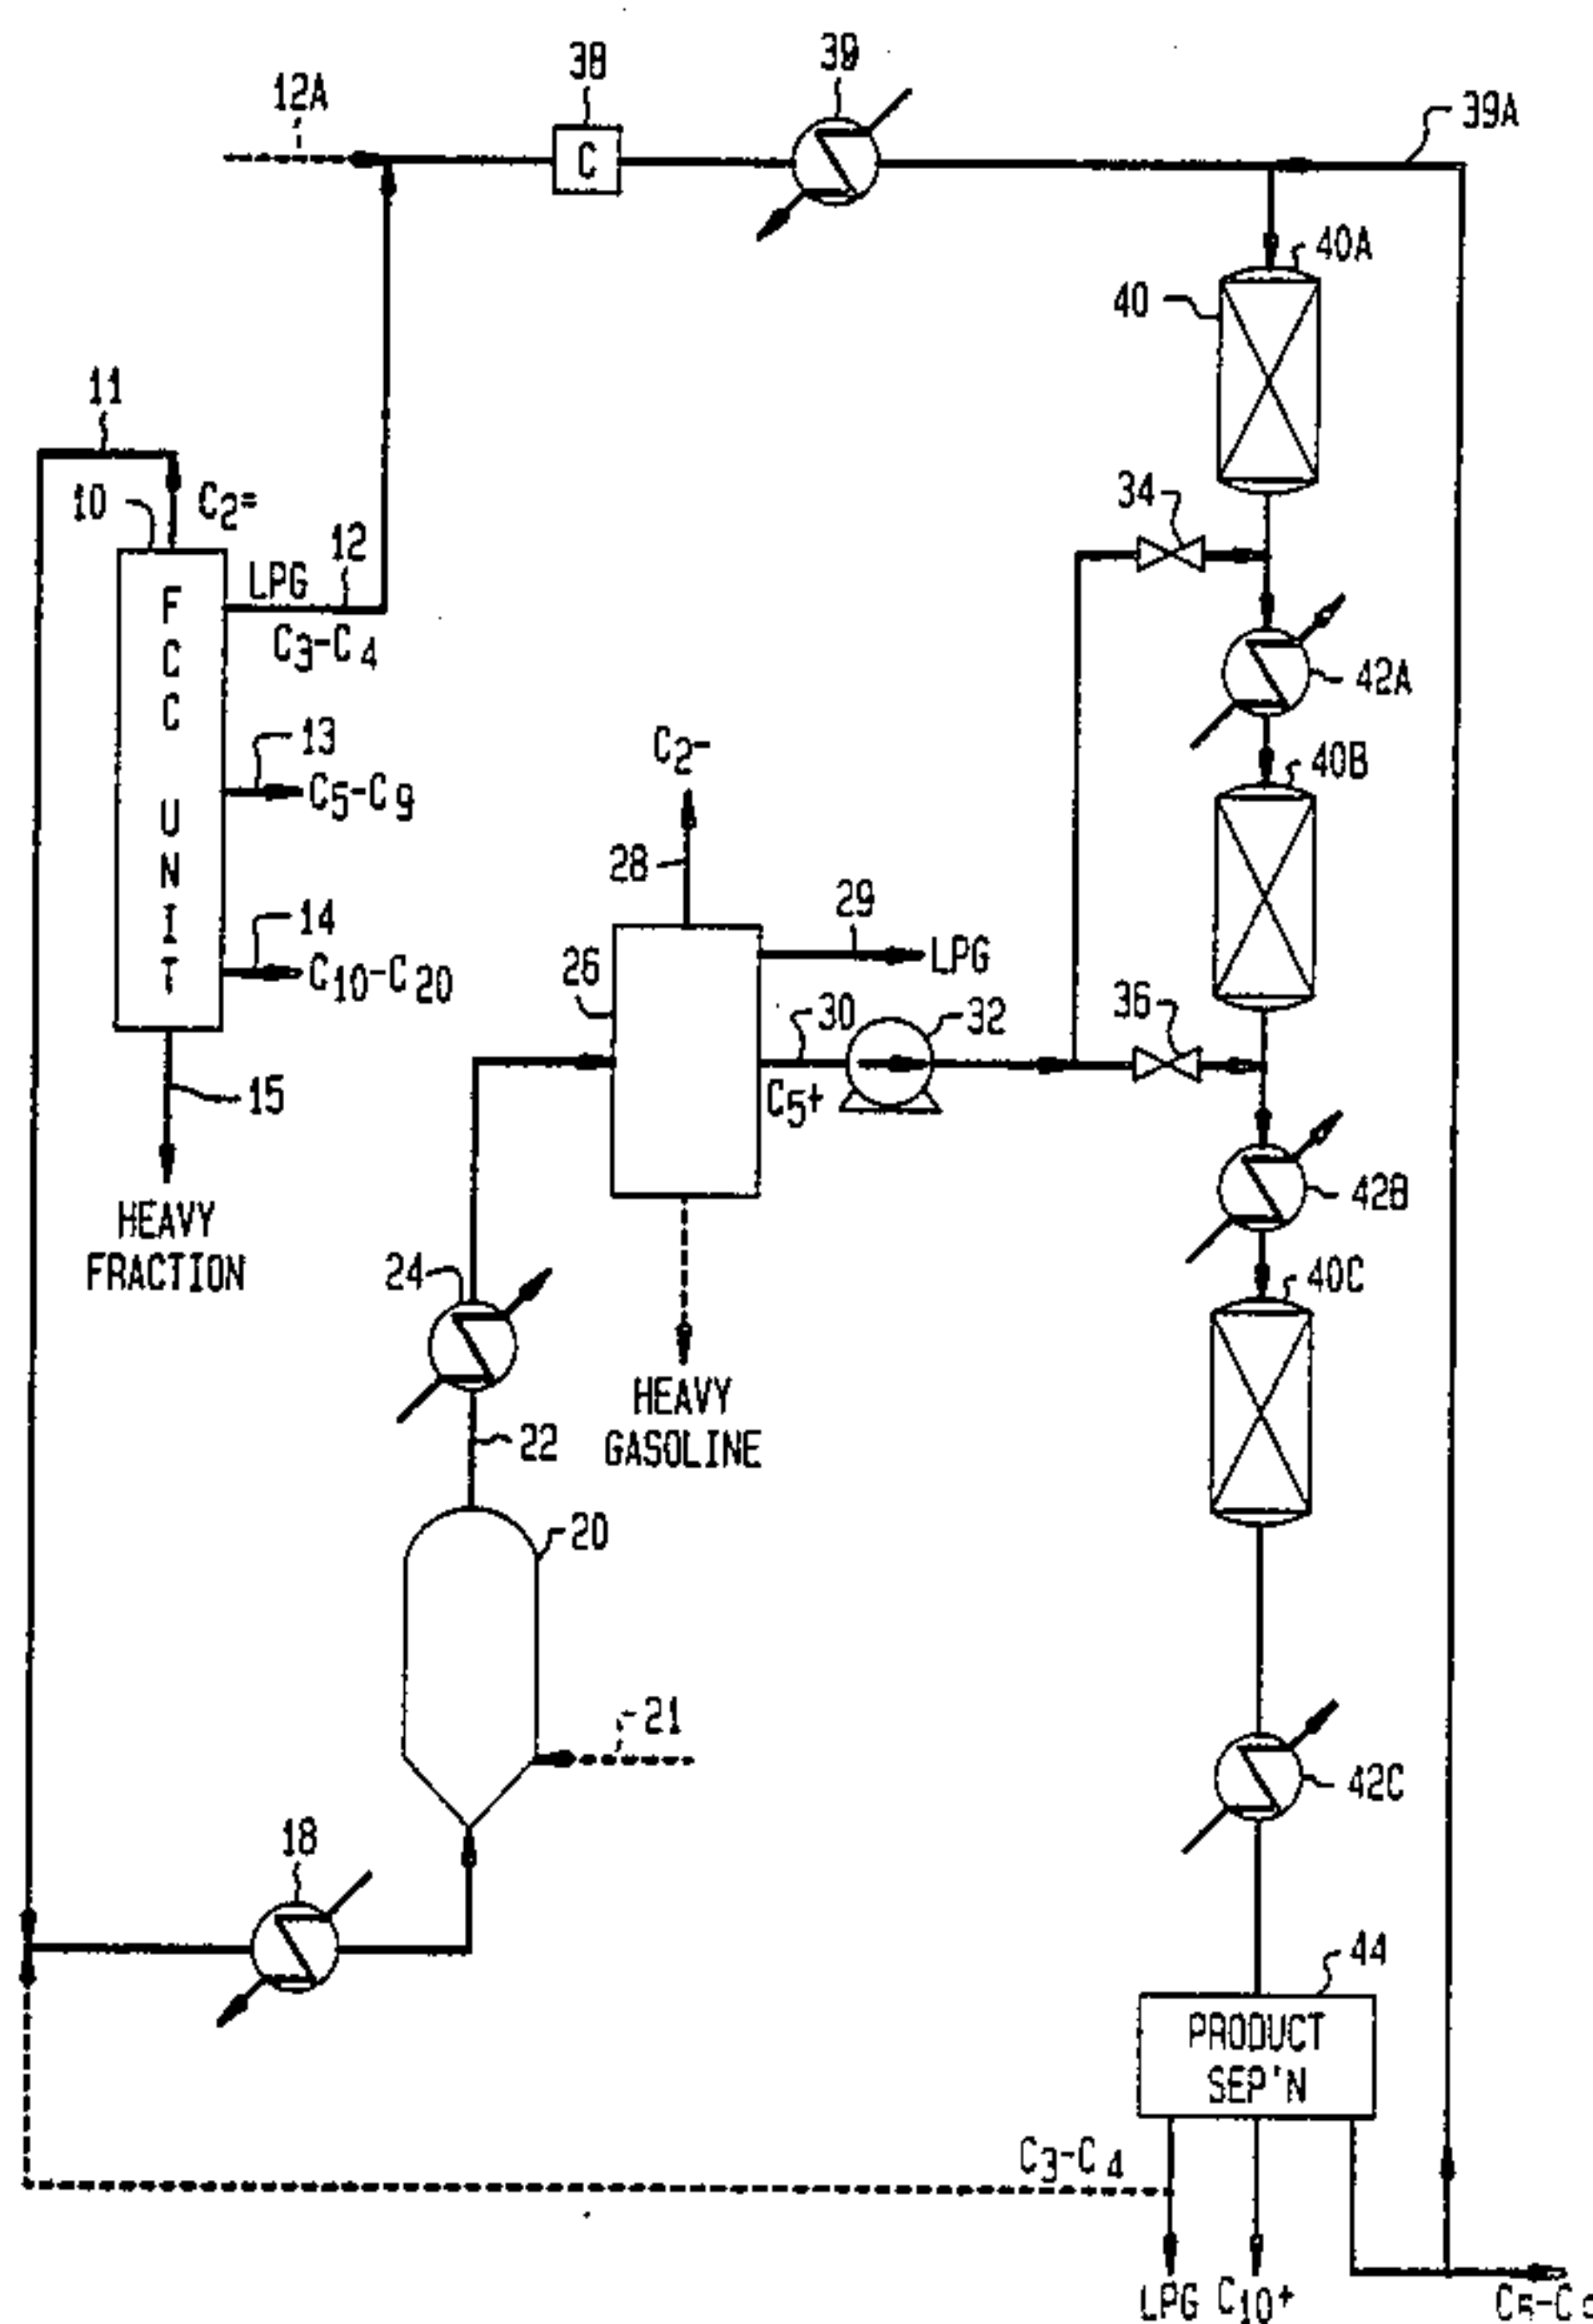 38
39
12A
C
39A
40A
40
11
10
C2=
34
LPG
12
C3-C4
FCC UNIT
42A
13
C5-C9
C2-
40B
28
14
C10-C20
29
LPG
26
30
32
36
C5+
15
HEAVY
FRACTION
42B
24
40C
HEAVY
GASOLINE
22
20
21
42C
18
44
PRODUCT
SEP'N
C3-C4
LPG
C10+